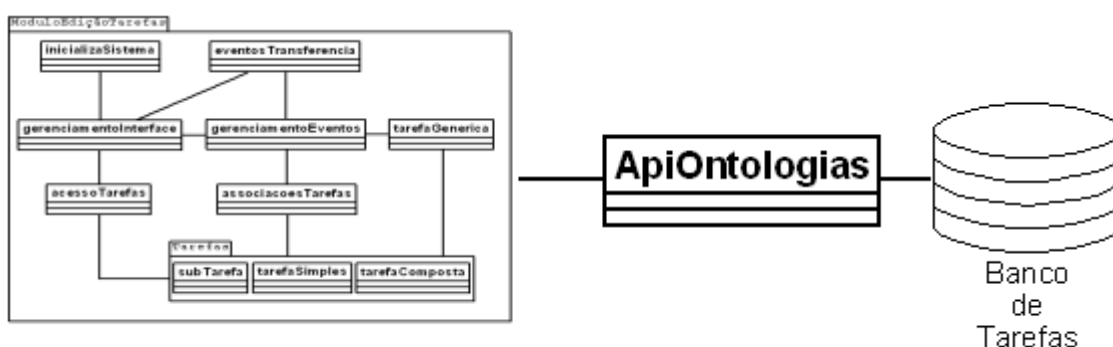 ModuloEdiçãoTarefas
inicializaSistema
eventosTransferencia
gerenciamentoInterface
gerenciamentoEventos
tarefaGenerica
acessoTarefas
associacoesTarefas
Tarefas
subTarefa
tarefaSimples
tarefaComposta
ApiOntologias
Banco
de
Tarefas